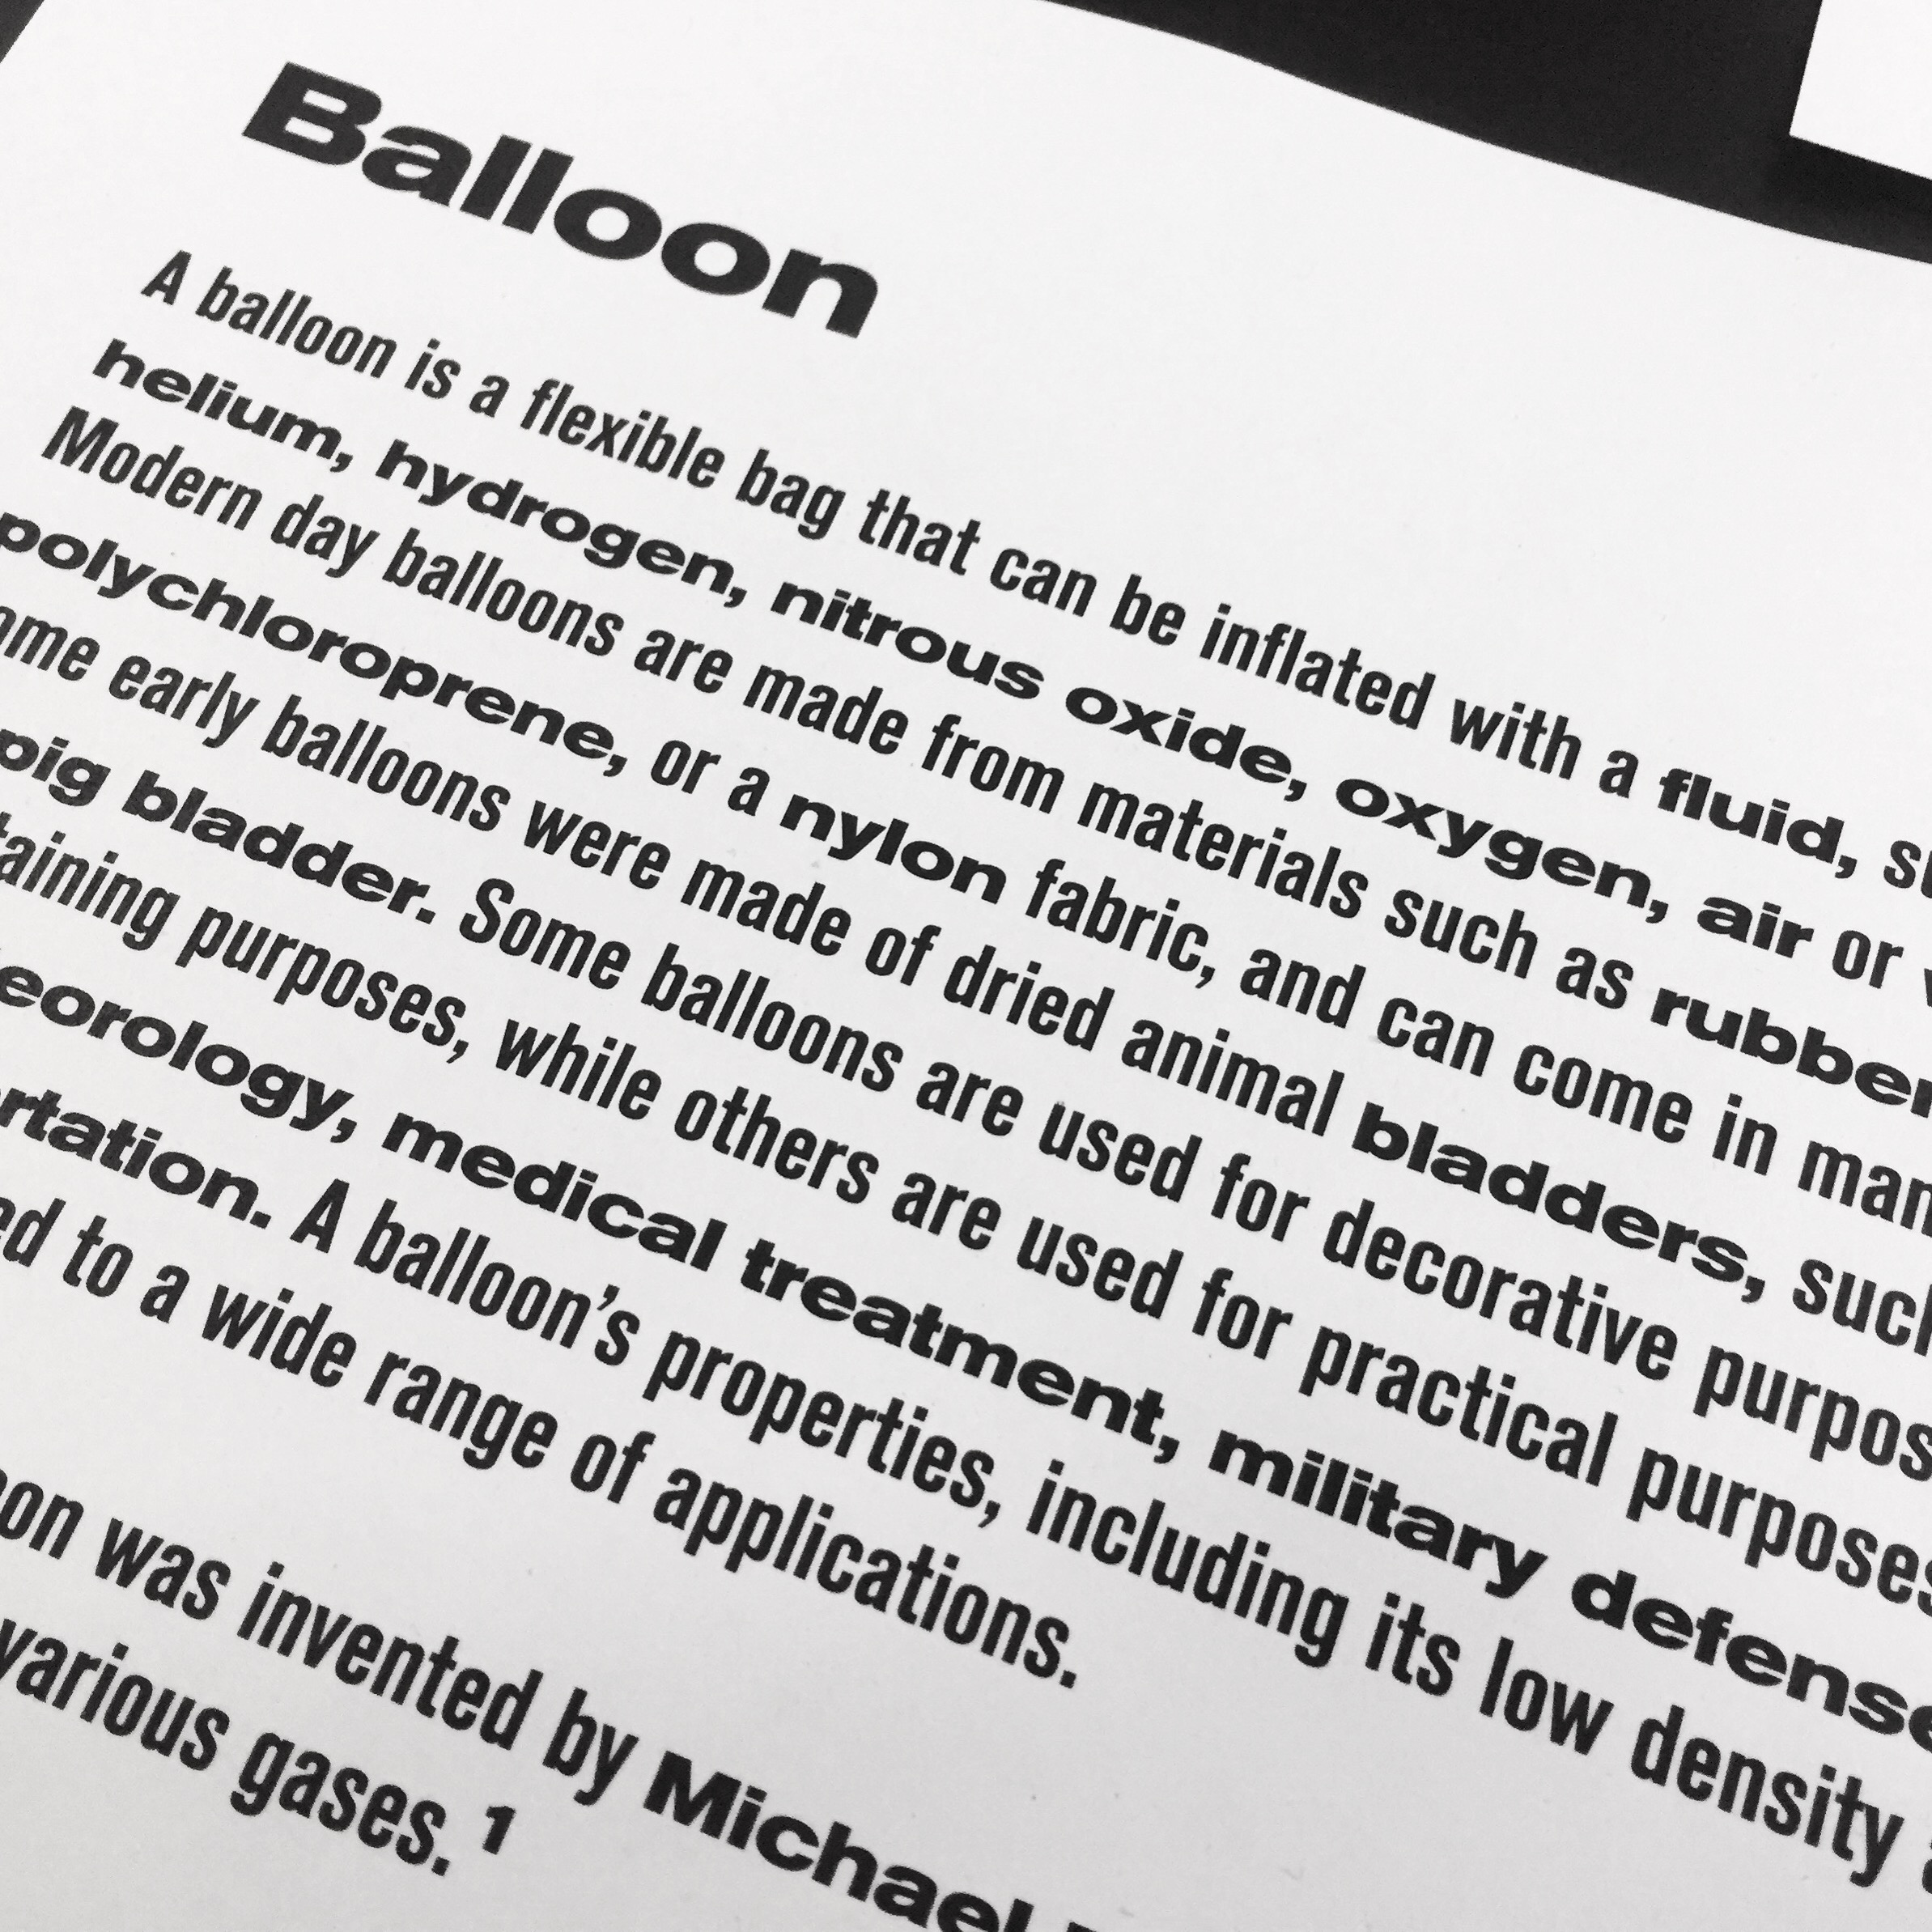 Balloon
A balloon is a flexible bag that can be inflated with a fluid,
helium, hydrogen, nitrous oxide, oxygen, air or
Modern day balloons are made from materials such as rubber
polychloroprene, or a nylon fabric, and can come in
early balloons were made of dried animal bladders, such
pig bladder. Some balloons are used for decorative
purposes, while others are used for practical purposes
medical treatment, military defense
A balloon's properties, including its low density
to a wide range of applications.
was invented by Michael
various gases. 1